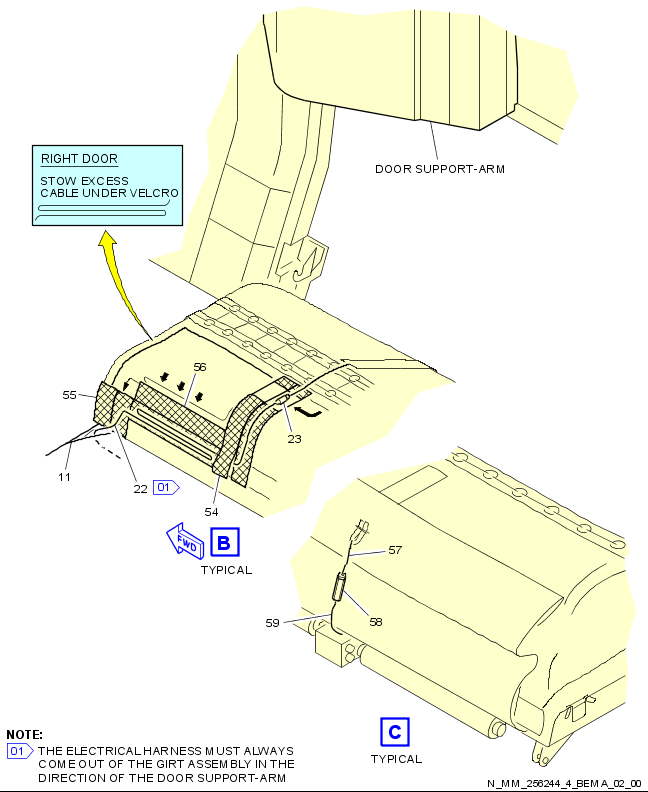 DOOR SUPPORT-ARM
RIGHT DOOR
STOW EXCESS
CABLE UNDER VELCRO
56
55
23
11
22
01
54
FWD
B
TYPICAL
57
58
59
C
TYPICAL
NOTE:
01 THE ELECTRICAL HARNESS MUST ALWAYS
COME OUT OF THE GIRT ASSEMBLY IN THE
DIRECTION OF THE DOOR SUPPORT-ARM
N_MM_256244_4_BEMA_02_00